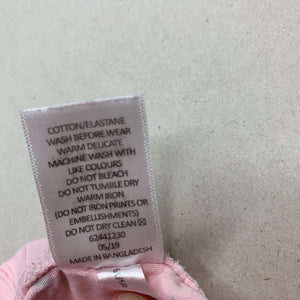 COTTON/ELASTANE
WASH BEFORE WEAR
WARM DELICATE
MACHINE WASH WITH
LIKE COLOURS
DO NOT BLEACH
DO NOT TUMBLE DRY
WARM IRON
(DO NOT IRON PRINTS OR
EMBELLISHMENTS)
DO NOT DRY CLEAN
62441230
05/19
MADE IN BANGLADESH